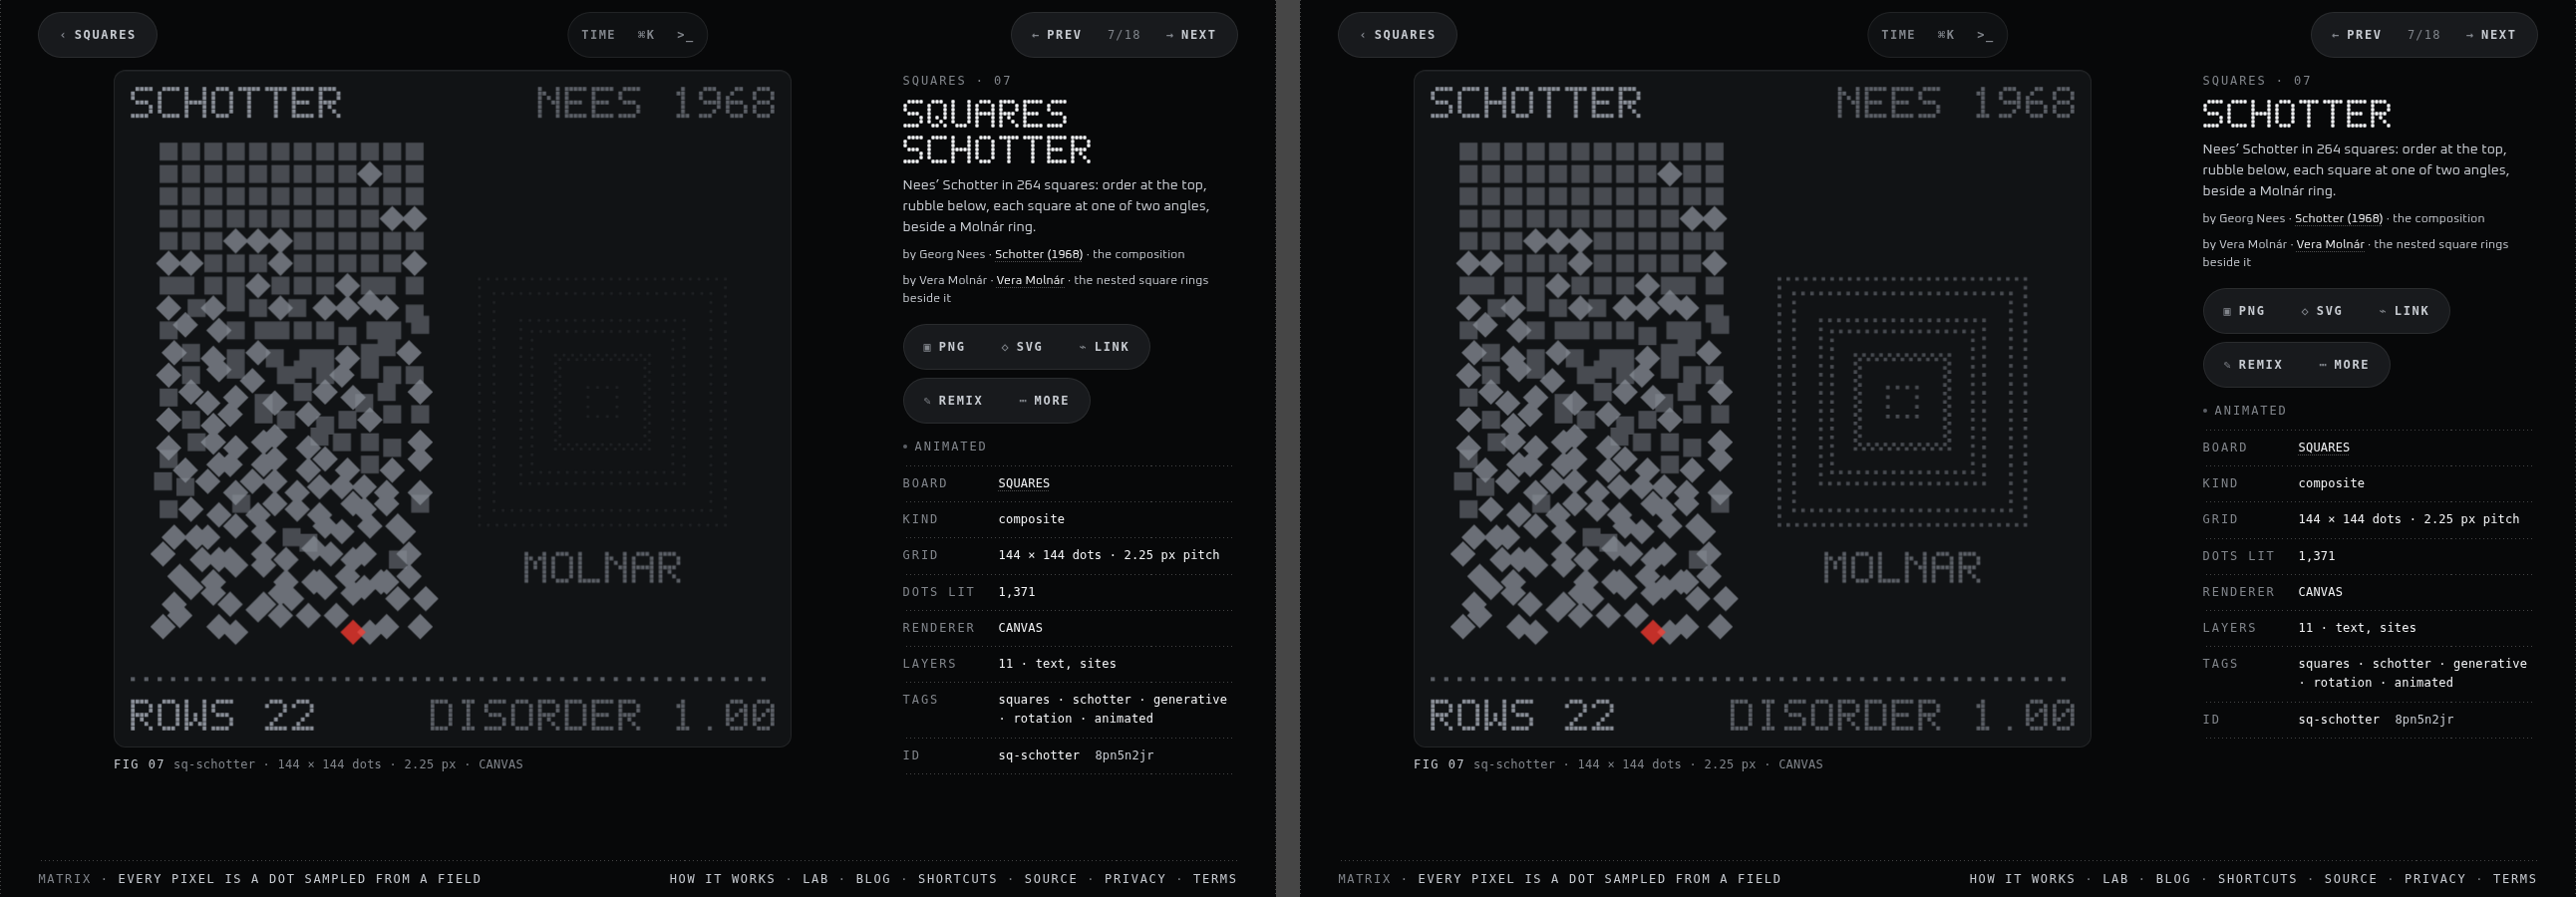 ‹ SQUARES
TIME ⌘K >_
← PREV 7/18 → NEXT
SCHOTTER NEES 1968
MOLNAR
ROWS 22 DISORDER 1.00
FIG 07 sq-schotter · 144 × 144 dots · 2.25 px · CANVAS
SQUARES · 07
SQUARES
SCHOTTER
Nees’ Schotter in 264 squares: order at the top,
rubble below, each square at one of two angles,
beside a Molnár ring.
by Georg Nees · Schotter (1968) · the composition
by Vera Molnár · Vera Molnár · the nested square rings
beside it
PNG SVG LINK
REMIX MORE
ANIMATED
BOARD SQUARES
KIND composite
GRID 144 × 144 dots · 2.25 px pitch
DOTS LIT 1,371
RENDERER CANVAS
LAYERS 11 · text, sites
TAGS squares · schotter · generative
· rotation · animated
ID sq-schotter 8pn5n2jr
MATRIX · EVERY PIXEL IS A DOT SAMPLED FROM A FIELD
HOW IT WORKS · LAB · BLOG · SHORTCUTS · SOURCE · PRIVACY · TERMS
‹ SQUARES
TIME ⌘K >_
← PREV 7/18 → NEXT
SCHOTTER NEES 1968
MOLNAR
ROWS 22 DISORDER 1.00
FIG 07 sq-schotter · 144 × 144 dots · 2.25 px · CANVAS
SQUARES · 07
SCHOTTER
Nees’ Schotter in 264 squares: order at the top,
rubble below, each square at one of two angles,
beside a Molnár ring.
by Georg Nees · Schotter (1968) · the composition
by Vera Molnár · Vera Molnár · the nested square rings
beside it
PNG SVG LINK
REMIX MORE
ANIMATED
BOARD SQUARES
KIND composite
GRID 144 × 144 dots · 2.25 px pitch
DOTS LIT 1,371
RENDERER CANVAS
LAYERS 11 · text, sites
TAGS squares · schotter · generative
· rotation · animated
ID sq-schotter 8pn5n2jr
MATRIX · EVERY PIXEL IS A DOT SAMPLED FROM A FIELD
HOW IT WORKS · LAB · BLOG · SHORTCUTS · SOURCE · PRIVACY · TERMS